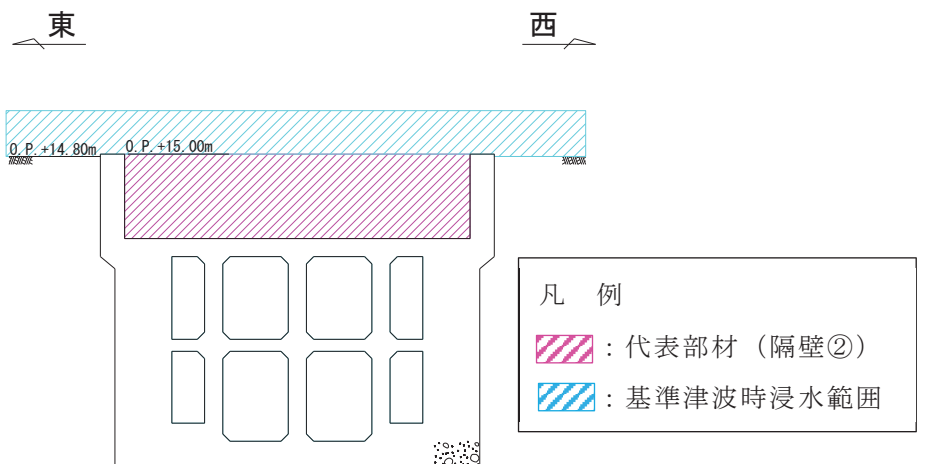 東 西
O.P.+14.80m O.P.+15.00m
凡 例
：代表部材（隔壁②）
：基準津波時浸水範囲